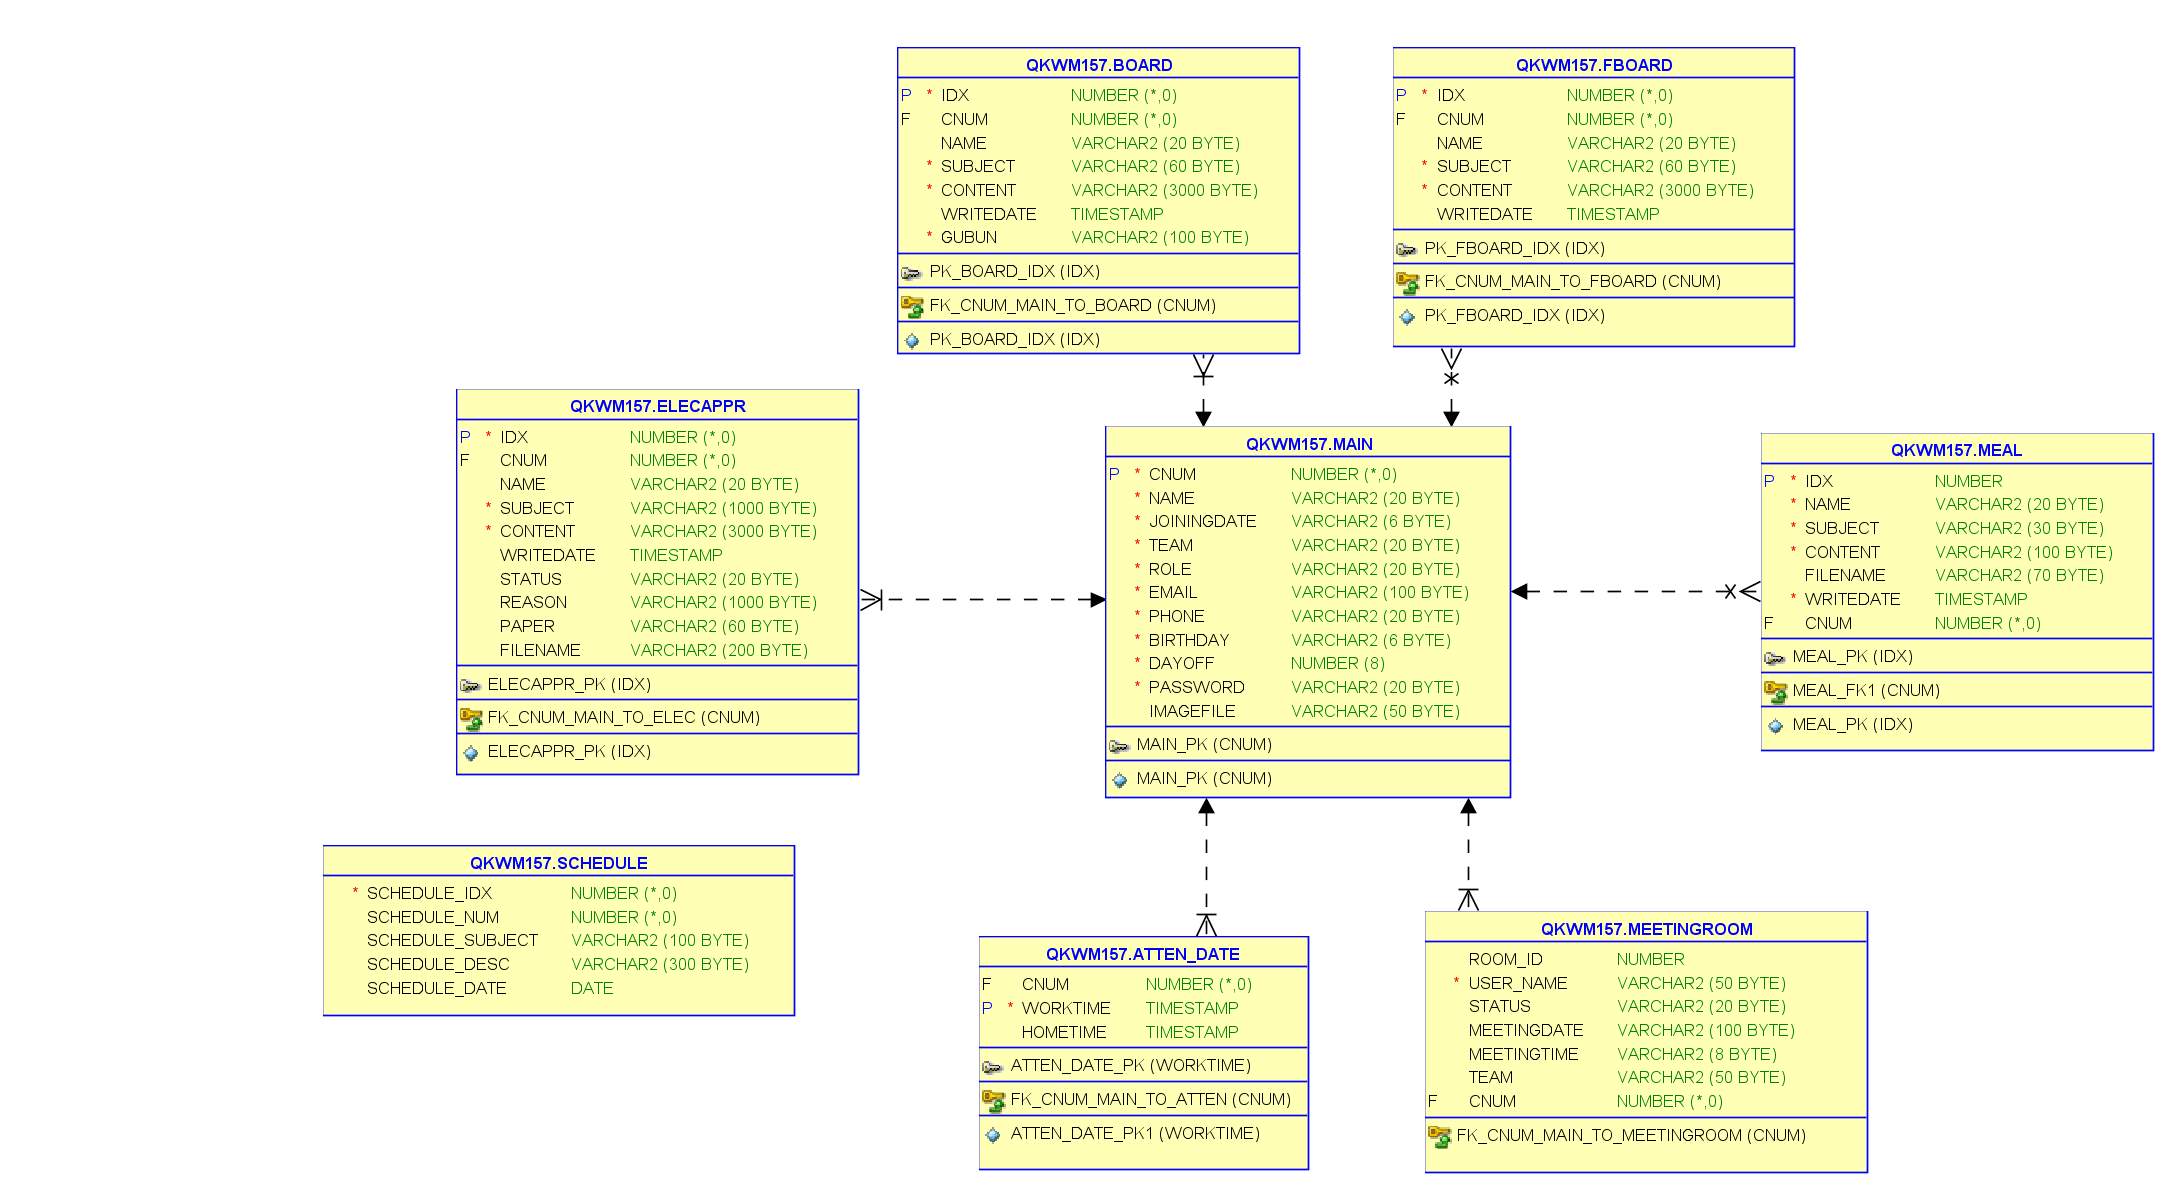 QKWM157.BOARD
P * IDX NUMBER (*,0)
F CNUM NUMBER (*,0)
NAME VARCHAR2 (20 BYTE)
* SUBJECT VARCHAR2 (60 BYTE)
* CONTENT VARCHAR2 (3000 BYTE)
WRITEDATE TIMESTAMP
* GUBUN VARCHAR2 (100 BYTE)
PK_BOARD_IDX (IDX)
FK_CNUM_MAIN_TO_BOARD (CNUM)
PK_BOARD_IDX (IDX)
QKWM157.FBOARD
P * IDX NUMBER (*,0)
F CNUM NUMBER (*,0)
NAME VARCHAR2 (20 BYTE)
* SUBJECT VARCHAR2 (60 BYTE)
* CONTENT VARCHAR2 (3000 BYTE)
WRITEDATE TIMESTAMP
PK_FBOARD_IDX (IDX)
FK_CNUM_MAIN_TO_FBOARD (CNUM)
PK_FBOARD_IDX (IDX)
QKWM157.ELECAPPR
P * IDX NUMBER (*,0)
F CNUM NUMBER (*,0)
NAME VARCHAR2 (20 BYTE)
* SUBJECT VARCHAR2 (1000 BYTE)
* CONTENT VARCHAR2 (3000 BYTE)
WRITEDATE TIMESTAMP
STATUS VARCHAR2 (20 BYTE)
REASON VARCHAR2 (1000 BYTE)
PAPER VARCHAR2 (60 BYTE)
FILENAME VARCHAR2 (200 BYTE)
ELECAPPR_PK (IDX)
FK_CNUM_MAIN_TO_ELEC (CNUM)
ELECAPPR_PK (IDX)
QKWM157.MAIN
P * CNUM NUMBER (*,0)
* NAME VARCHAR2 (20 BYTE)
* JOININGDATE VARCHAR2 (6 BYTE)
* TEAM VARCHAR2 (20 BYTE)
* ROLE VARCHAR2 (20 BYTE)
* EMAIL VARCHAR2 (100 BYTE)
* PHONE VARCHAR2 (20 BYTE)
* BIRTHDAY VARCHAR2 (6 BYTE)
* DAYOFF NUMBER (8)
* PASSWORD VARCHAR2 (20 BYTE)
IMAGEFILE VARCHAR2 (50 BYTE)
MAIN_PK (CNUM)
MAIN_PK (CNUM)
QKWM157.MEAL
P * IDX NUMBER
* NAME VARCHAR2 (20 BYTE)
* SUBJECT VARCHAR2 (30 BYTE)
* CONTENT VARCHAR2 (100 BYTE)
FILENAME VARCHAR2 (70 BYTE)
* WRITEDATE TIMESTAMP
F CNUM NUMBER (*,0)
MEAL_PK (IDX)
MEAL_FK1 (CNUM)
MEAL_PK (IDX)
QKWM157.SCHEDULE
* SCHEDULE_IDX NUMBER (*,0)
SCHEDULE_NUM NUMBER (*,0)
SCHEDULE_SUBJECT VARCHAR2 (100 BYTE)
SCHEDULE_DESC VARCHAR2 (300 BYTE)
SCHEDULE_DATE DATE
QKWM157.ATTEN_DATE
F CNUM NUMBER (*,0)
P * WORKTIME TIMESTAMP
HOMETIME TIMESTAMP
ATTEN_DATE_PK (WORKTIME)
FK_CNUM_MAIN_TO_ATTEN (CNUM)
ATTEN_DATE_PK1 (WORKTIME)
QKWM157.MEETINGROOM
ROOM_ID NUMBER
* USER_NAME VARCHAR2 (50 BYTE)
STATUS VARCHAR2 (20 BYTE)
MEETINGDATE VARCHAR2 (100 BYTE)
MEETINGTIME VARCHAR2 (8 BYTE)
TEAM VARCHAR2 (50 BYTE)
F CNUM NUMBER (*,0)
FK_CNUM_MAIN_TO_MEETINGROOM (CNUM)